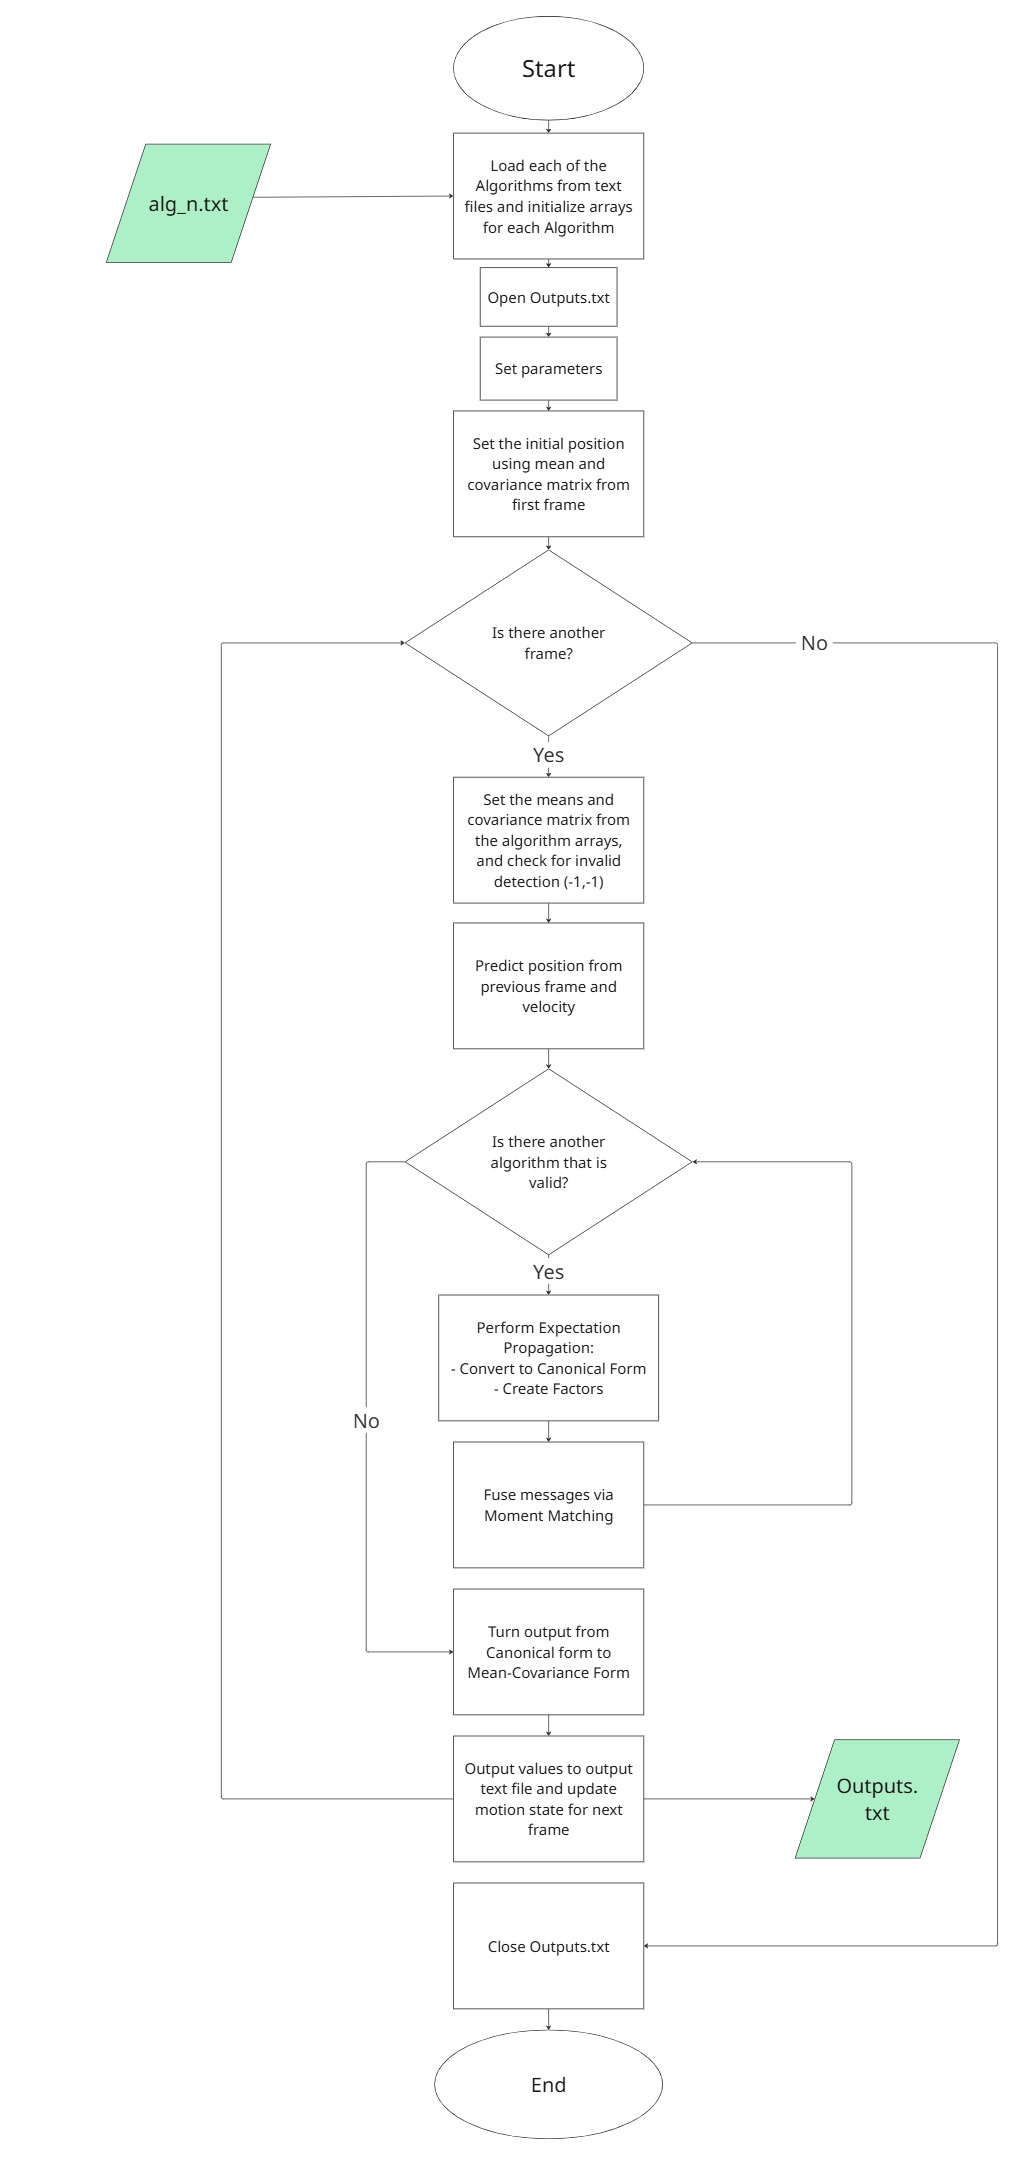 Start
alg_n.txt
Load each of the
Algorithms from text
files and initialize arrays
for each Algorithm
Open Outputs.txt
Set parameters
Set the initial position
using mean and
covariance matrix from
first frame
Is there another
frame?
No
Yes
Set the means and
covariance matrix from
the algorithm arrays,
and check for invalid
detection (-1,-1)
Predict position from
previous frame and
velocity
Is there another
algorithm that is
valid?
Yes
Perform Expectation
Propagation:
- Convert to Canonical Form
- Create Factors
No
Fuse messages via
Moment Matching
Turn output from
Canonical form to
Mean-Covariance Form
Output values to output
text file and update
motion state for next
frame
Outputs.
txt
Close Outputs.txt
End